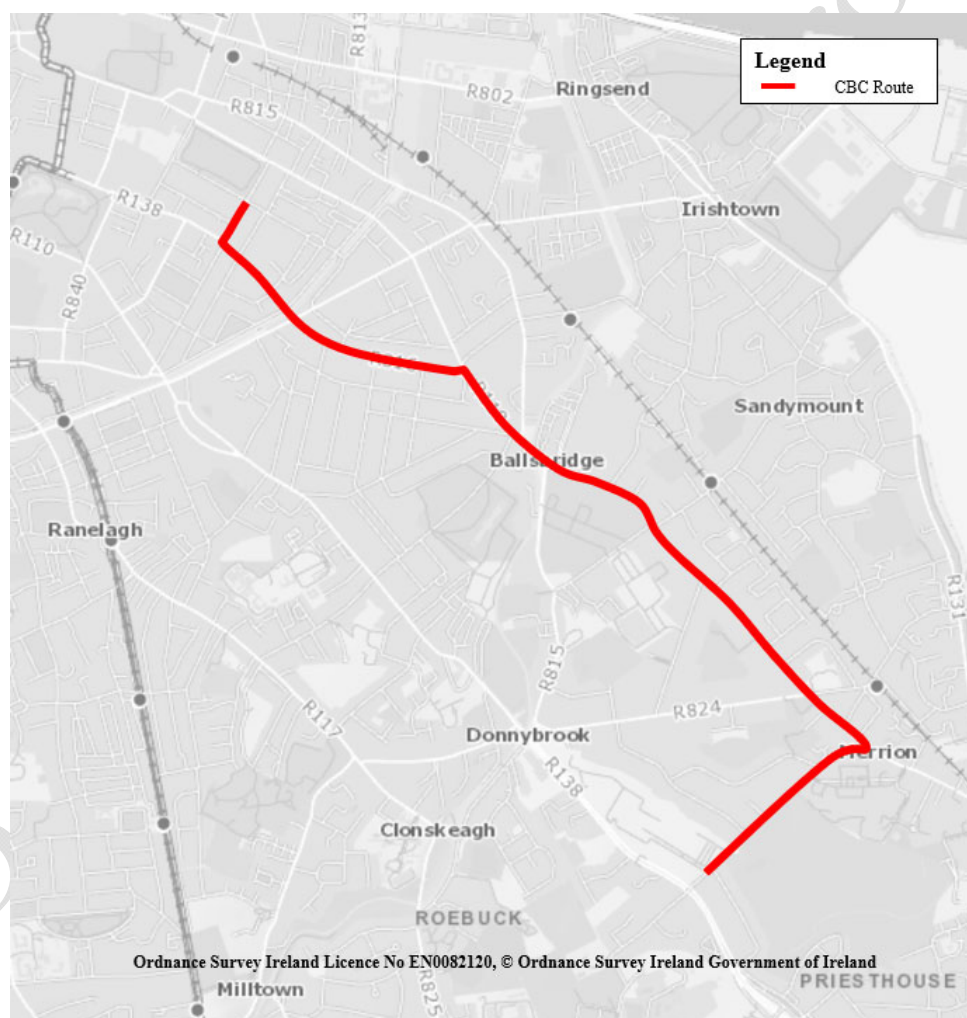 Legend
CBC Route
R813
R802
Ringsend
R815
R138
Irishtown
R110
R840
Sandymount
Ballsbridge
Ranelagh
R131
R815
R824
R117
Donnybrook
Merrion
R138
Clonskeagh
ROEBUCK
Ordnance Survey Ireland Licence No EN0082120, © Ordnance Survey Ireland Government of Ireland
PRIESTHOUSE
Milltown
R825